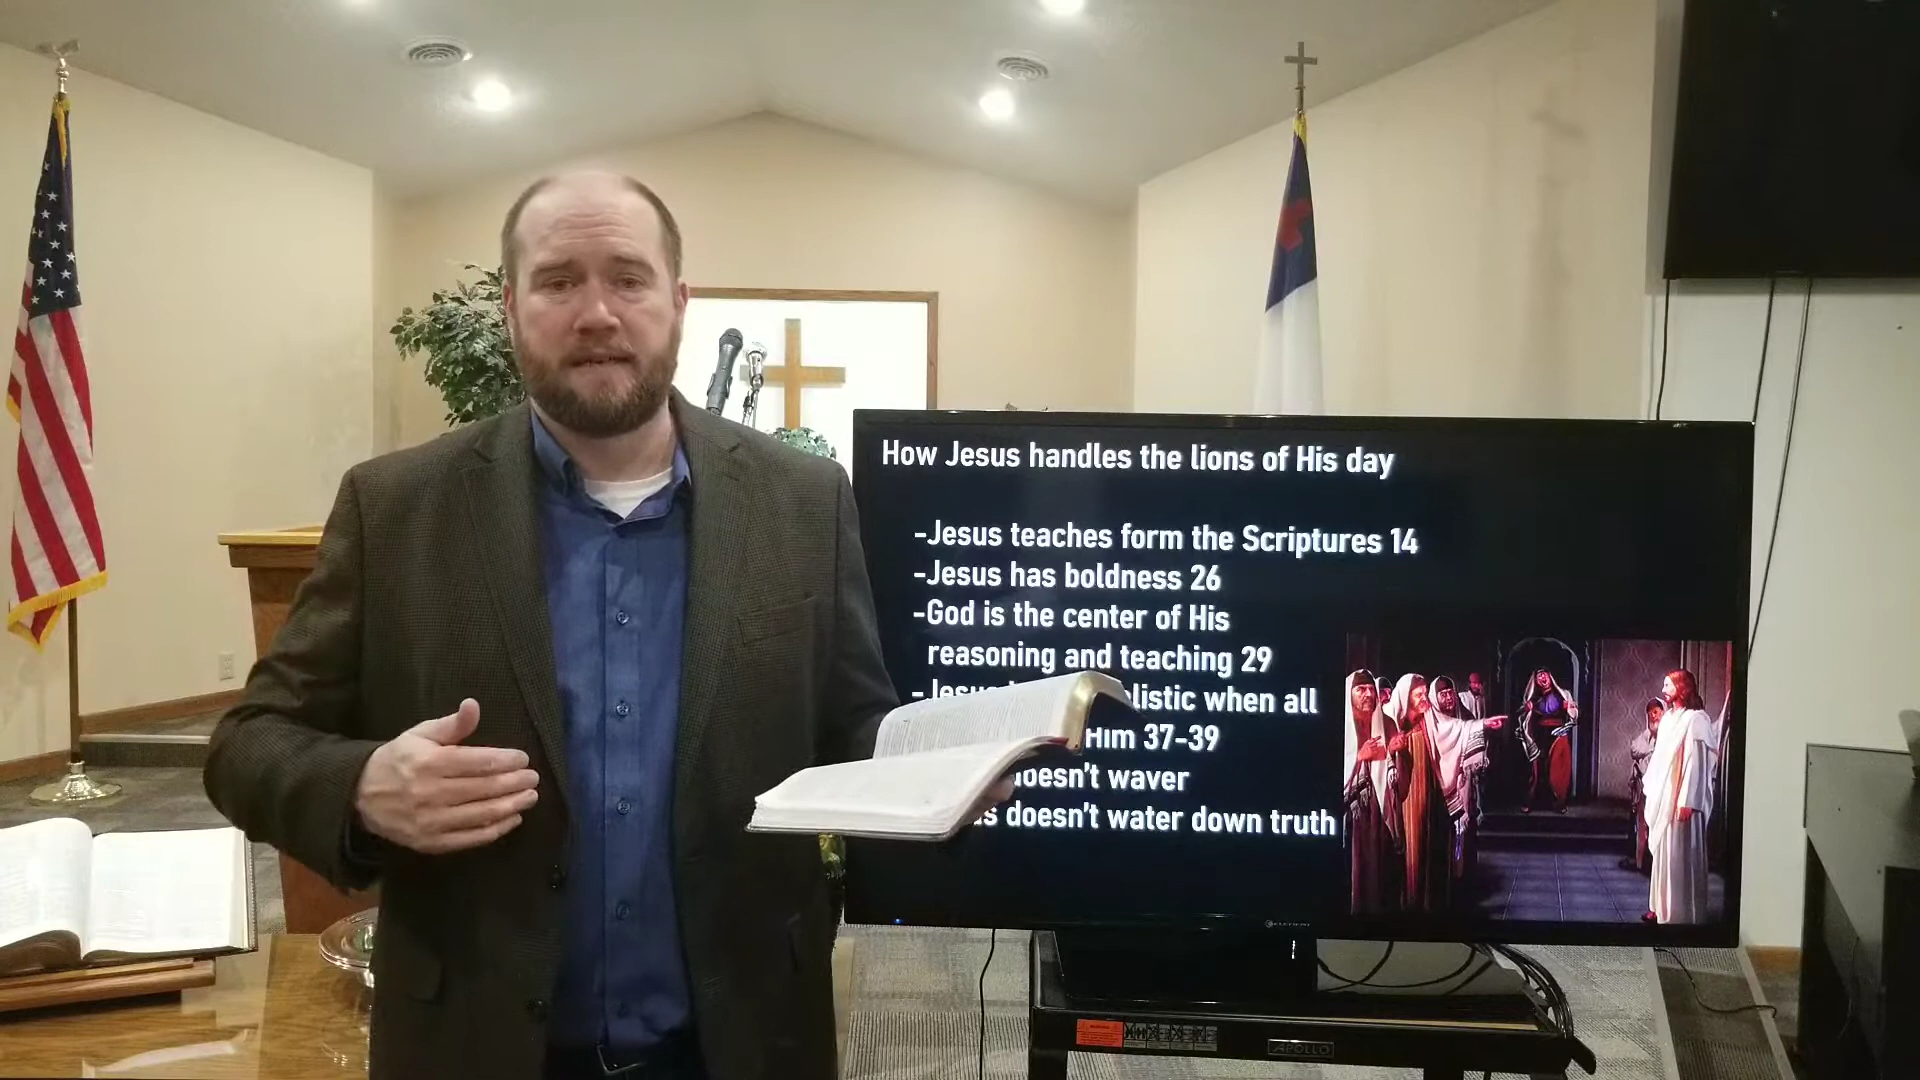 How Jesus handles the lions of His day
-Jesus teaches form the Scriptures 14
-Jesus has boldness 26
-God is the center of His
reasoning and teaching 29
-Jesus listic when all
Him 37-39
doesn't waver
doesn't water down truth
APOLLO